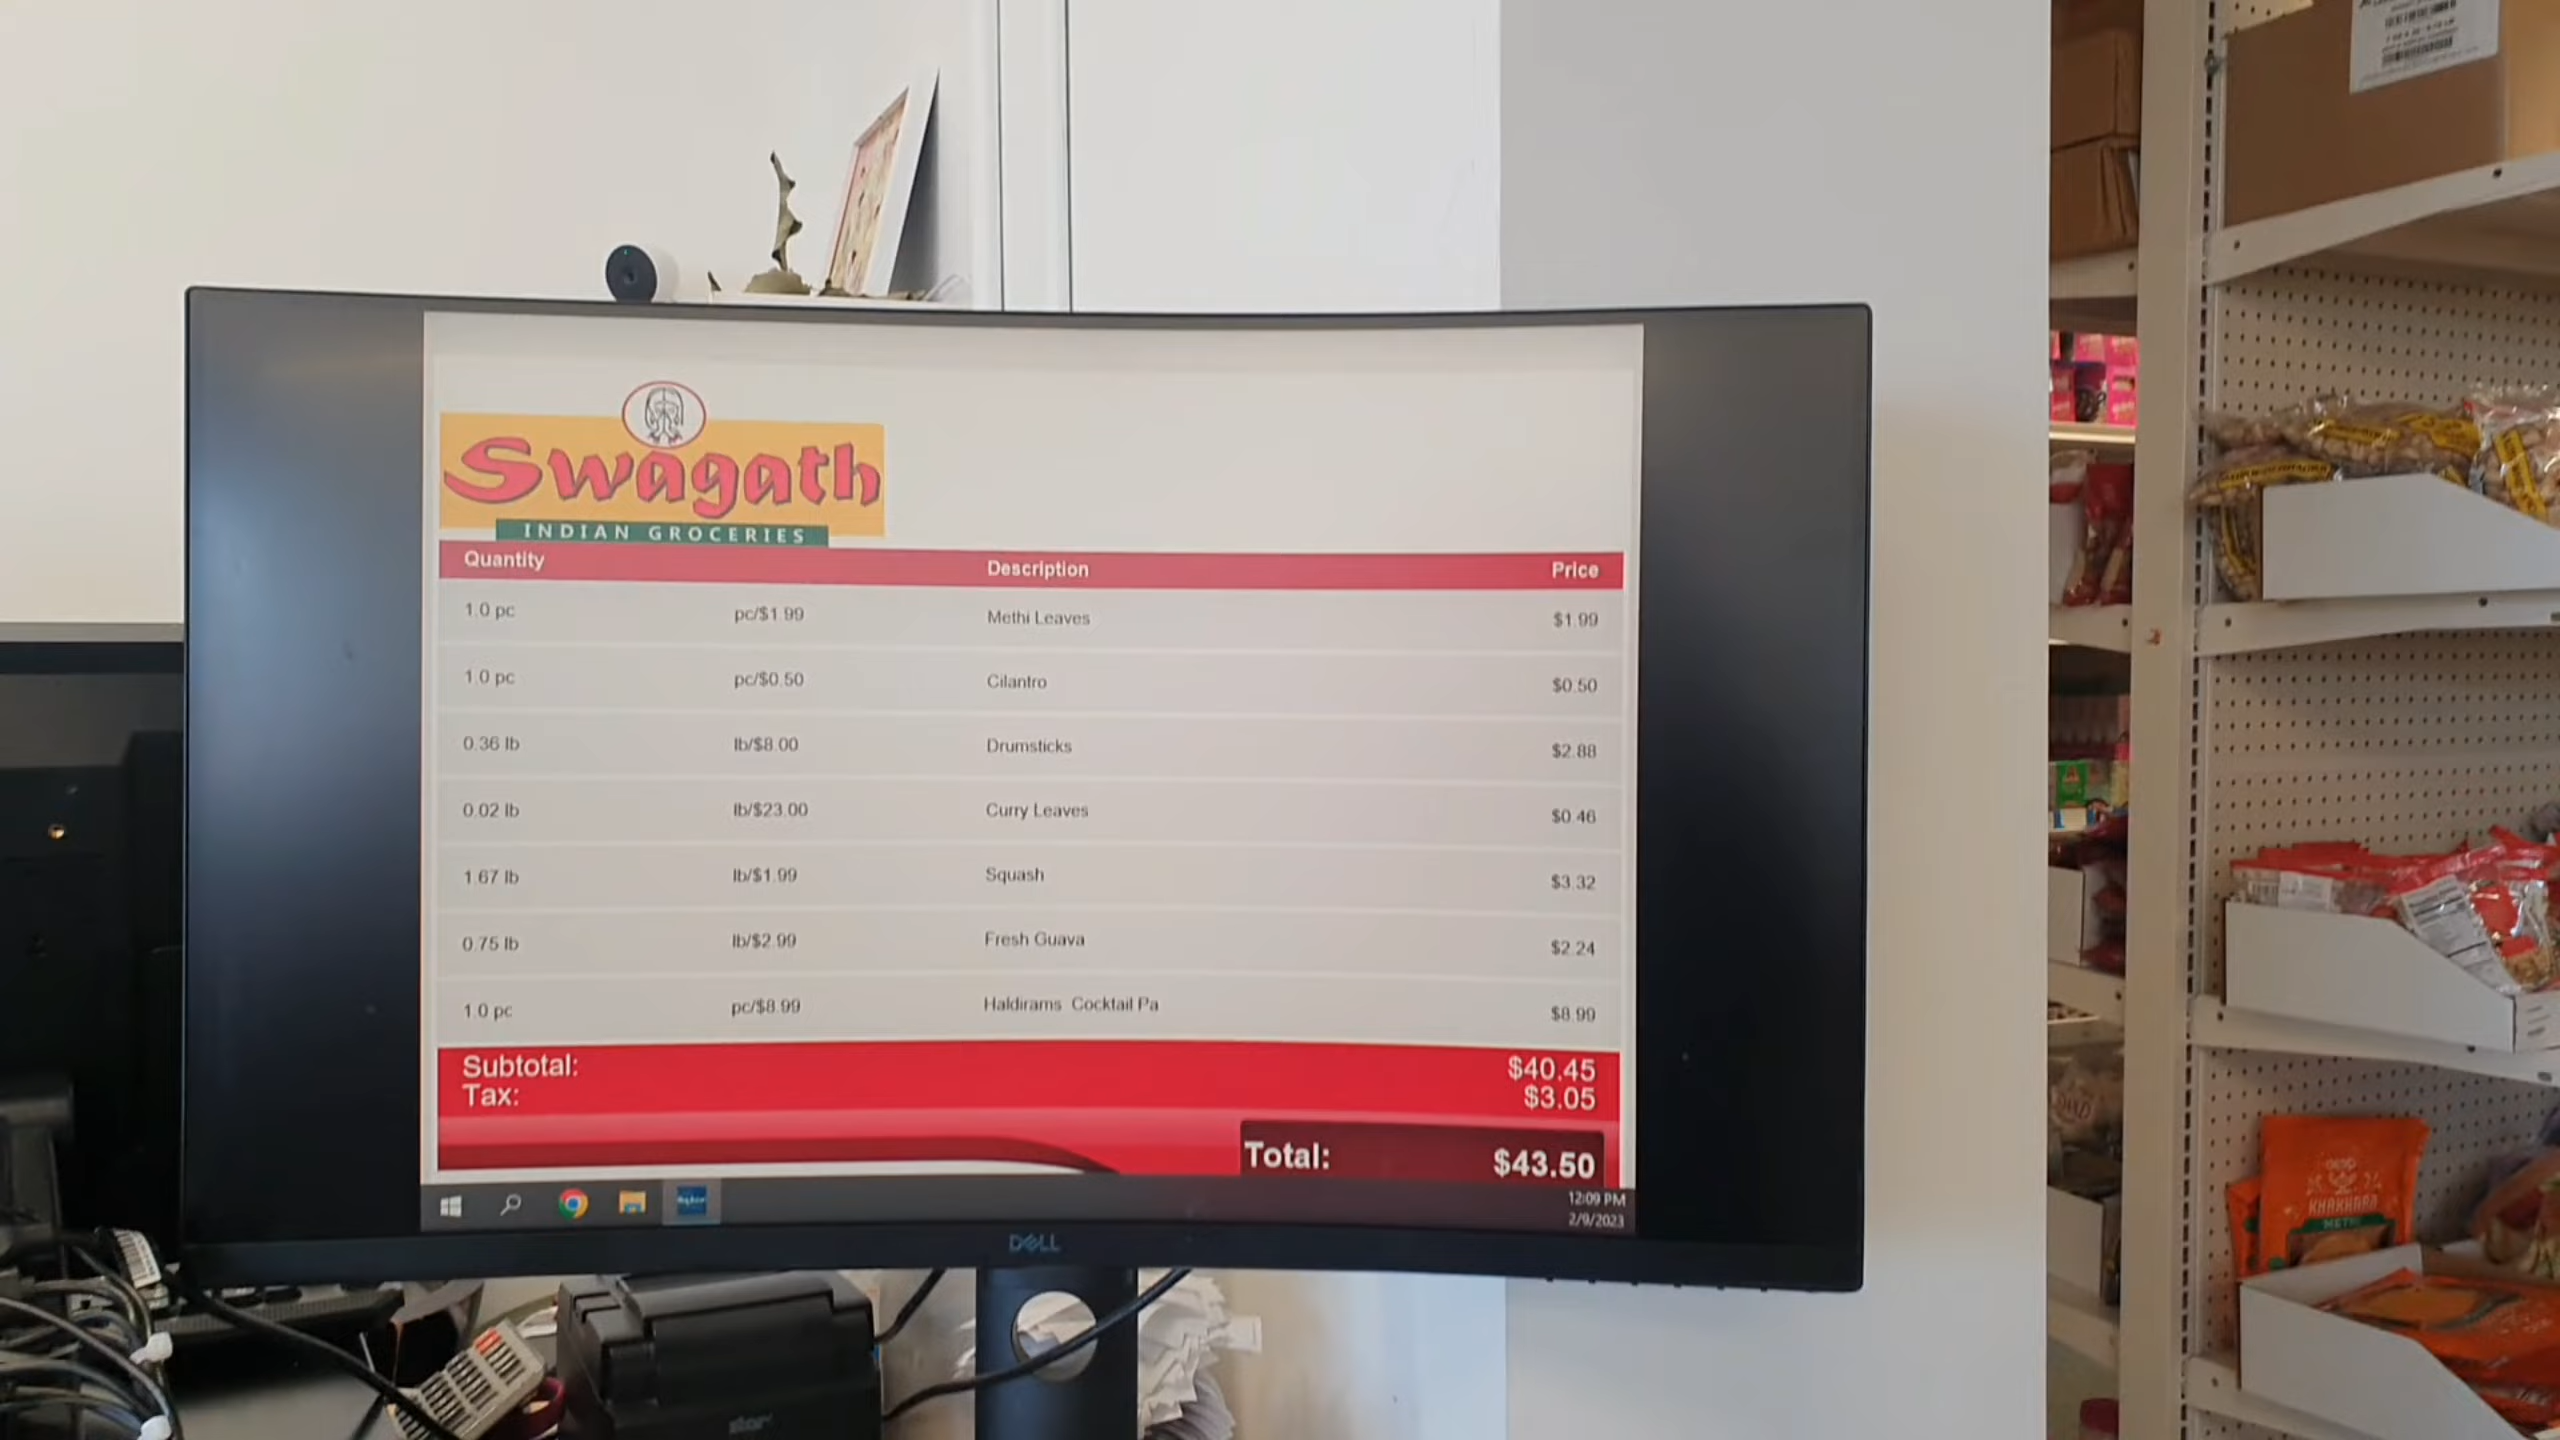 Swagath
INDIAN GROCERIES
Quantity Description Price
1.0 pc pc/$1.99 Methi Leaves $1.99
1.0 pc pc/$0.50 Cilantro $0.50
0.36 lb lb/$8.00 Drumsticks $2.88
0.02 lb lb/$23.00 Curry Leaves $0.46
1.67 lb lb/$1.99 Squash $3.32
0.75 lb lb/$2.99 Fresh Guava $2.24
1.0 pc pc/$8.99 Haldirams Cocktail Pa $8.99
Subtotal: $40.45
Tax: $3.05
Total: $43.50
12:09 PM
2/9/2023
DELL
star
KHAKHARA
METHI